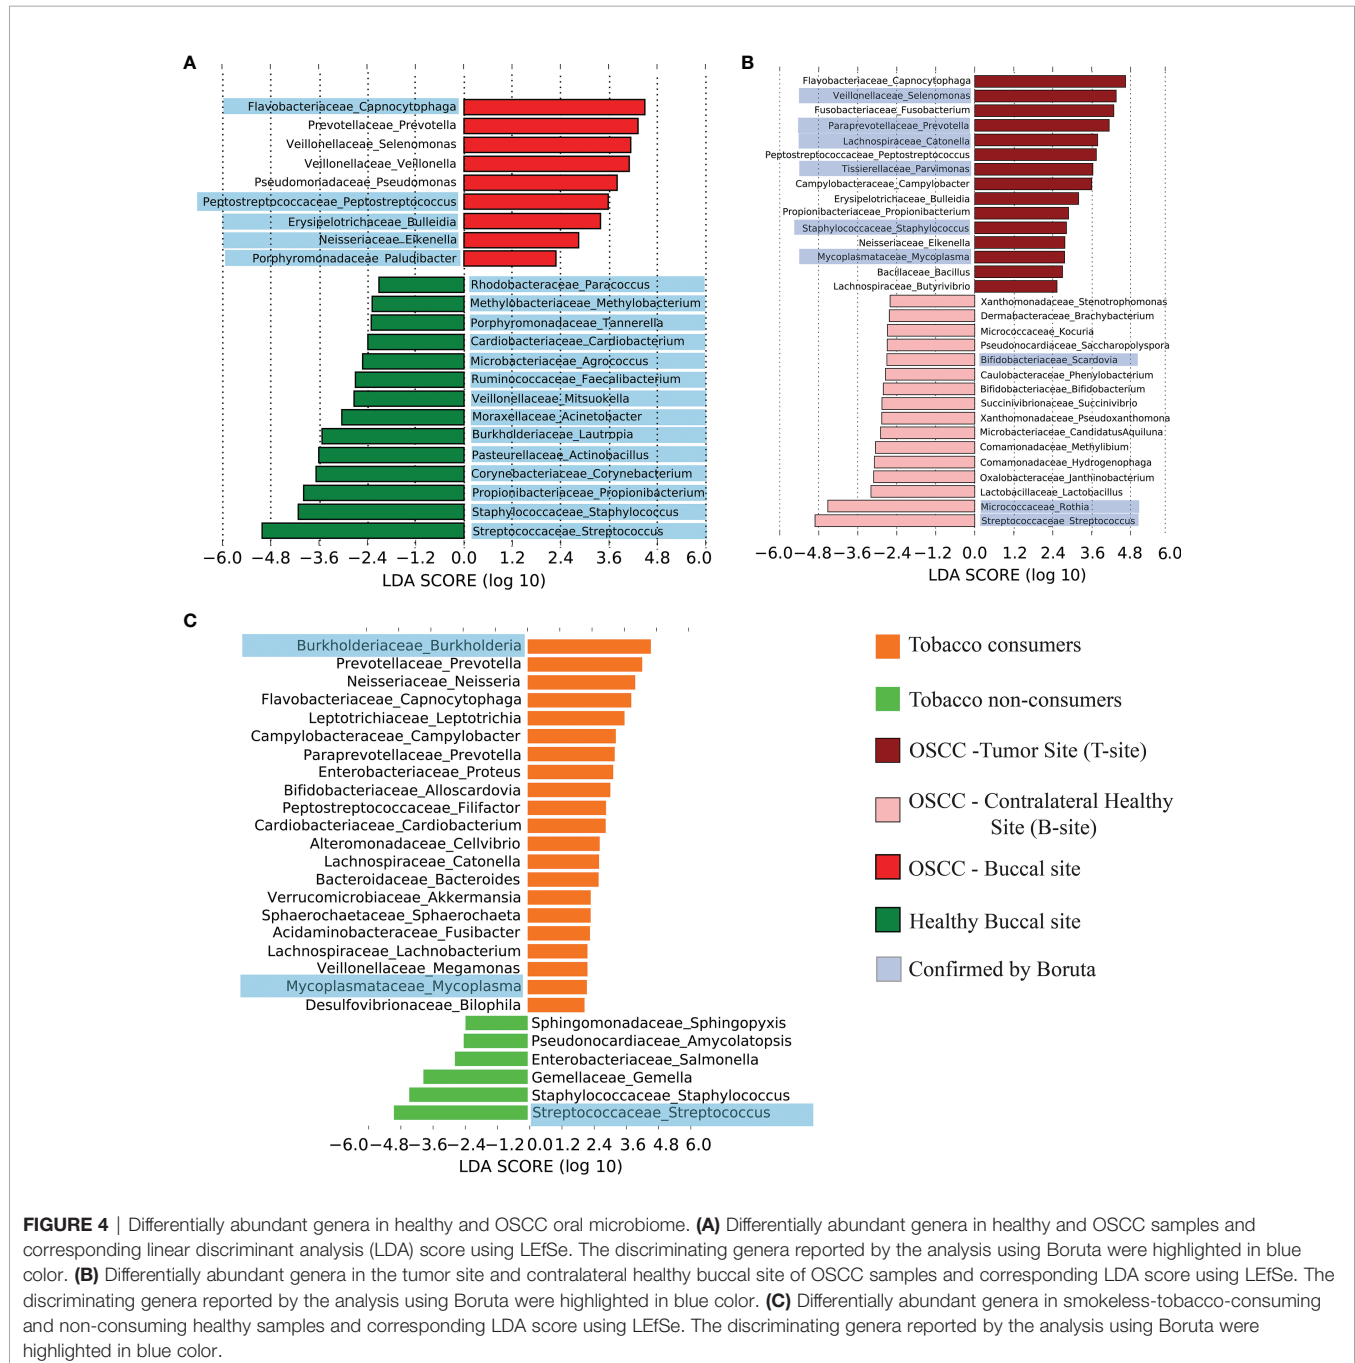 A
Flavobacteriaceae_Capnocytophaga
Prevotellaceae_Prevotella
Veillonellaceae_Selenomonas
Veillonellaceae_Veillonella
Pseudomonadaceae_Pseudomonas
Peptostreptococcaceae_Peptostreptococcus
Erysipelotrichaceae_Bulleidia
Neisseriaceae_Eikenella
Porphyromonadaceae Paludibacter
Rhodobacteraceae_Paracoccus
Methylobacteriaceae_Methylobacterium
Porphyromonadaceae_Tannerella
Cardiobacteriaceae_Cardiobacterium
Microbacteriaceae_Agrococcus
Ruminococcaceae_Faecalibacterium
Veillonellaceae_Mitsuokella
Moraxellaceae_Acinetobacter
Burkholderiaceae_Lautropia
Pasteurellaceae_Actinobacillus
Corynebacteriaceae_Corynebacterium
Propionibacteriaceae_Propionibacterium
Staphylococcaceae_Staphylococcus
Streptococcaceae_Streptococcus
−6.0 −4.8 −3.6 −2.4 −1.2 0.0 1.2 2.4 3.6 4.8 6.0
LDA SCORE (log 10)
B
Flavobacteriaceae_Capnocytophaga
Veillonellaceae_Selenomonas
Fusobacteriaceae_Fusobacterium
Paraprevotellaceae_Prevotella
Lachnospiraceae_Catonella
Peptostreptococcaceae_Peptostreptococcus
Tissierellaceae_Parvimonas
Campylobacteraceae_Campylobacter
Erysipelotrichaceae_Bulleidia
Propionibacteriaceae_Propionibacterium
Staphylococcaceae_Staphylococcus
Neisseriaceae_Eikenella
Mycoplasmataceae_Mycoplasma
Bacillaceae_Bacillus
Lachnospiraceae_Butyrivibrio
Xanthomonadaceae_Stenotrophomonas
Dermabacteraceae_Brachybacterium
Micrococcaceae_Kocuria
Pseudonocardiaceae_Saccharopolyspora
Bifidobacteriaceae_Scardovia
Caulobacteraceae_Phenylobacterium
Bifidobacteriaceae_Bifidobacterium
Succinivibrionaceae_Succinivibrio
Xanthomonadaceae_Pseudoxanthomona
Microbacteriaceae_CandidatusAquiluna
Comamonadaceae_Methylibium
Comamonadaceae_Hydrogenophaga
Oxalobacteraceae_Janthinobacterium
Lactobacillaceae_Lactobacillus
Micrococcaceae_Rothia
Streptococcaceae Streptococcus
−6.0 −4.8 −3.6 −2.4 −1.2 0.0 1.2 2.4 3.6 4.8 6.0
LDA SCORE (log 10)
C
Burkholderiaceae_Burkholderia
Prevotellaceae_Prevotella
Neisseriaceae_Neisseria
Flavobacteriaceae_Capnocytophaga
Leptotrichiaceae_Leptotrichia
Campylobacteraceae_Campylobacter
Paraprevotellaceae_Prevotella
Enterobacteriaceae_Proteus
Bifidobacteriaceae_Alloscardovia
Peptostreptococcaceae_Filifactor
Cardiobacteriaceae_Cardiobacterium
Alteromonadaceae_Cellvibrio
Lachnospiraceae_Catonella
Bacteroidaceae_Bacteroides
Verrucomicrobiaceae_Akkermansia
Sphaerochaetaceae_Sphaerochaeta
Acidaminobacteraceae_Fusibacter
Lachnospiraceae_Lachnobacterium
Veillonellaceae_Megamonas
Mycoplasmataceae_Mycoplasma
Desulfovibrionaceae_Bilophila
Sphingomonadaceae_Sphingopyxis
Pseudonocardiaceae_Amycolatopsis
Enterobacteriaceae_Salmonella
Gemellaceae_Gemella
Staphylococcaceae_Staphylococcus
Streptococcaceae_Streptococcus
−6.0 −4.8 −3.6 −2.4 −1.2 0.0 1.2 2.4 3.6 4.8 6.0
LDA SCORE (log 10)
Tobacco consumers
Tobacco non-consumers
OSCC -Tumor Site (T-site)
OSCC - Contralateral Healthy
Site (B-site)
OSCC - Buccal site
Healthy Buccal site
Confirmed by Boruta
FIGURE 4 | Differentially abundant genera in healthy and OSCC oral microbiome. (A) Differentially abundant genera in healthy and OSCC samples and
corresponding linear discriminant analysis (LDA) score using LEfSe. The discriminating genera reported by the analysis using Boruta were highlighted in blue
color. (B) Differentially abundant genera in the tumor site and contralateral healthy buccal site of OSCC samples and corresponding LDA score using LEfSe. The
discriminating genera reported by the analysis using Boruta were highlighted in blue color. (C) Differentially abundant genera in smokeless-tobacco-consuming
and non-consuming healthy samples and corresponding LDA score using LEfSe. The discriminating genera reported by the analysis using Boruta were
highlighted in blue color.